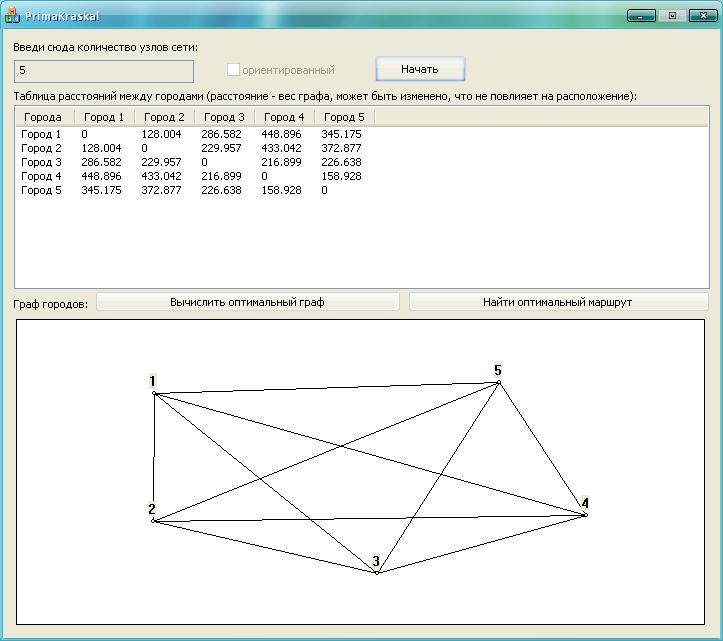 PrimaKraskal
Введи сюда количество узлов сети:
5 ориентированный Начать
Таблица расстояний между городами (расстояние - вес графа, может быть изменено, что не повлияет на расположение):
Города Город 1 Город 2 Город 3 Город 4 Город 5
Город 1 0 128.004 286.582 448.896 345.175
Город 2 128.004 0 229.957 433.042 372.877
Город 3 286.582 229.957 0 216.899 226.638
Город 4 448.896 433.042 216.899 0 158.928
Город 5 345.175 372.877 226.638 158.928 0
Граф городов: Вычислить оптимальный граф Найти оптимальный маршрут
5
1
4
2
3